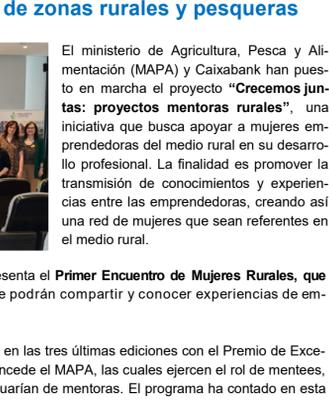 de zonas rurales y pesqueras
El ministerio de Agricultura, Pesca y Ali-
mentación (MAPA) y Caixabank han pues-
to en marcha el proyecto “Crecemos jun-
tas: proyectos mentoras rurales”, una
iniciativa que busca apoyar a mujeres em-
prendedoras del medio rural en su desarro-
llo profesional. La finalidad es promover la
transmisión de conocimientos y experien-
cias entre las emprendedoras, creando así
una red de mujeres que sean referentes en
el medio rural.
esenta el Primer Encuentro de Mujeres Rurales, que
e podrán compartir y conocer experiencias de em-
en las tres últimas ediciones con el Premio de Exce-
ncede el MAPA, las cuales ejercen el rol de mentees,
uarían de mentoras. El programa ha contado en esta